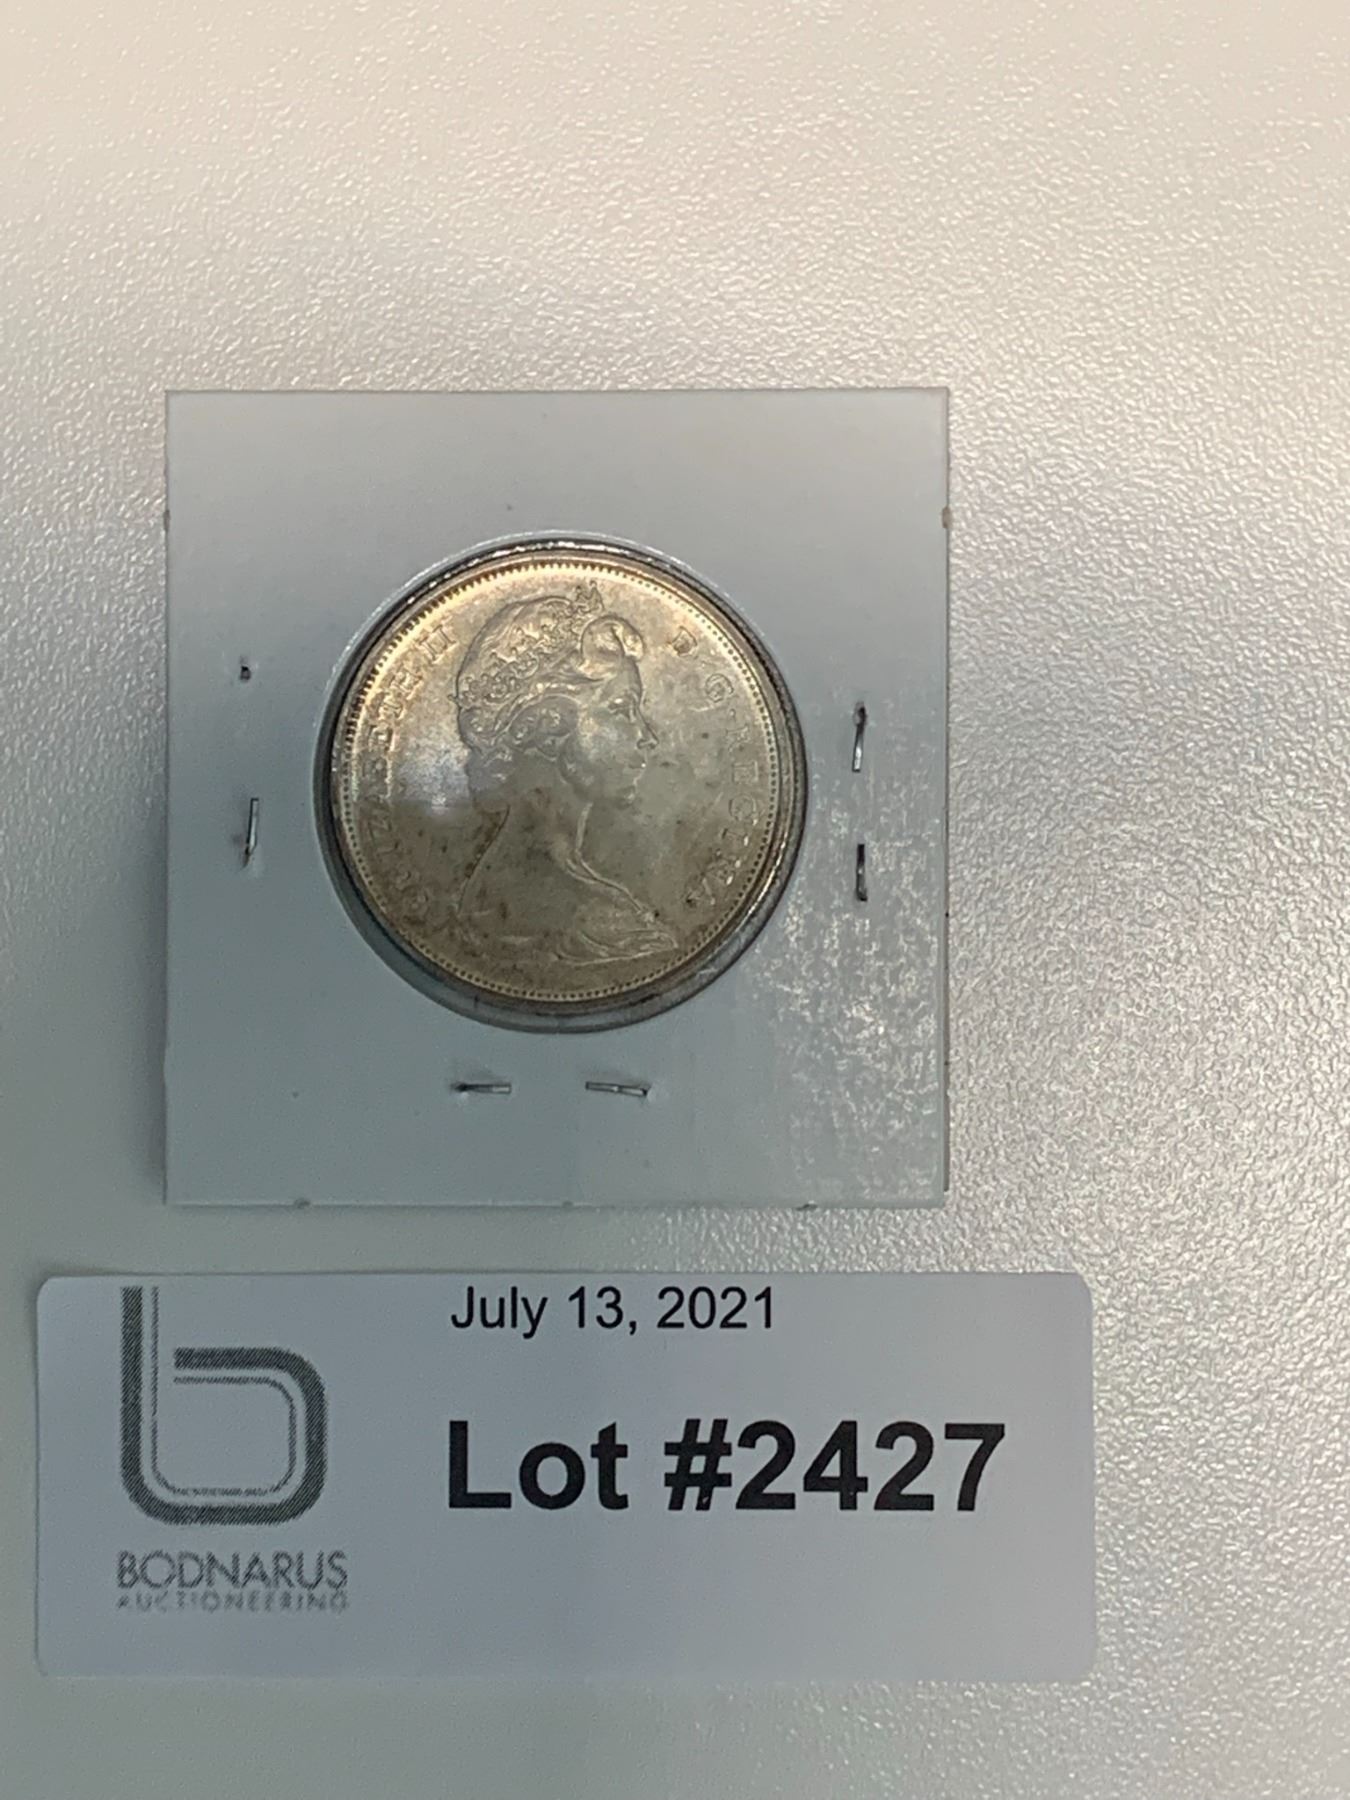 ELIZABETH II D·G·REGINA
July 13, 2021
Lot #2427
BODNARUS
AUCTIONEERING